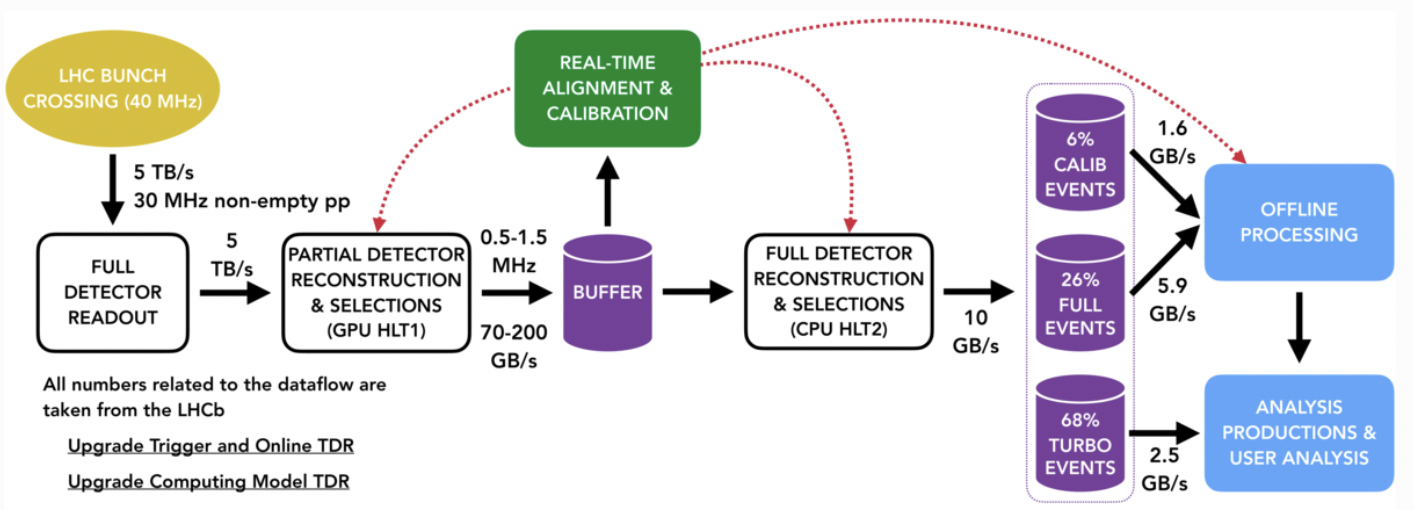 LHC BUNCH
CROSSING (40 MHz)
5 TB/s
30 MHz non-empty pp
FULL
DETECTOR
READOUT
5
TB/s
PARTIAL DETECTOR
RECONSTRUCTION
& SELECTIONS
(GPU HLT1)
0.5-1.5
MHz
70-200
GB/s
REAL-TIME
ALIGNMENT &
CALIBRATION
BUFFER
FULL DETECTOR
RECONSTRUCTION
& SELECTIONS
(CPU HLT2)
10
GB/s
6%
CALIB
EVENTS
26%
FULL
EVENTS
68%
TURBO
EVENTS
1.6
GB/s
5.9
GB/s
2.5
GB/s
OFFLINE
PROCESSING
ANALYSIS
PRODUCTIONS &
USER ANALYSIS
All numbers related to the dataflow are
taken from the LHCb
Upgrade Trigger and Online TDR
Upgrade Computing Model TDR